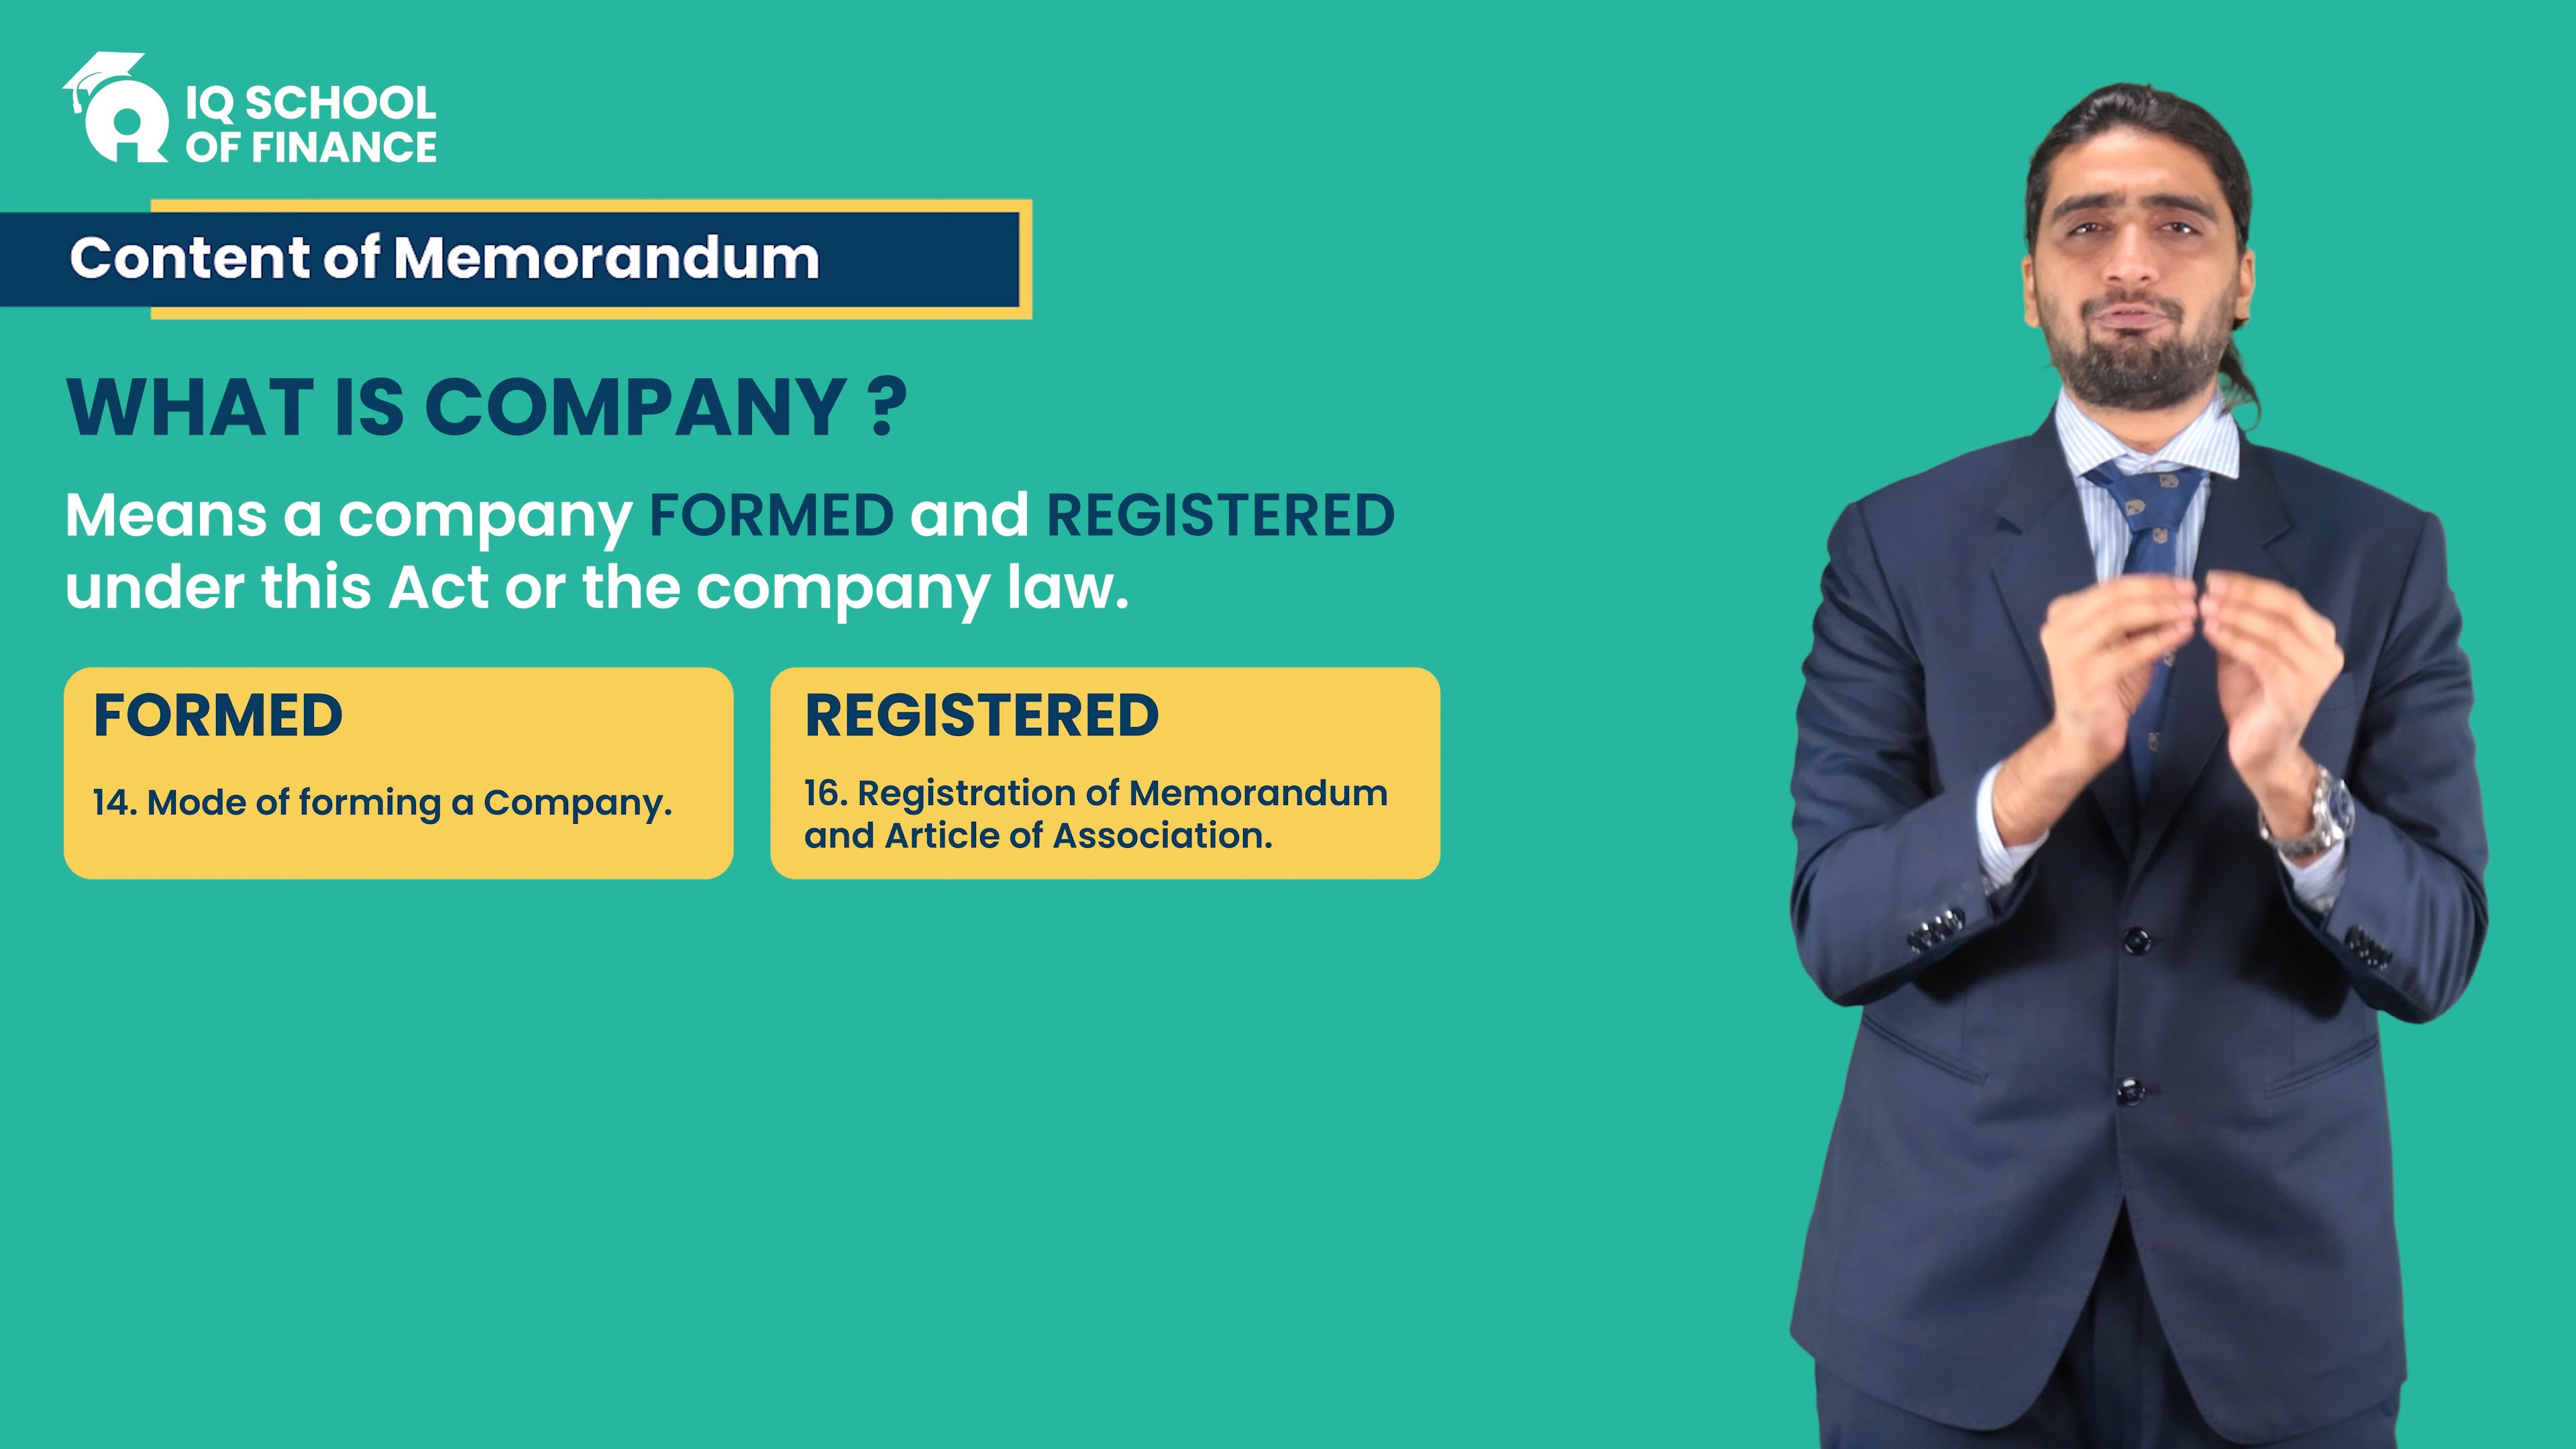 IQ SCHOOL
OF FINANCE
Content of Memorandum
WHAT IS COMPANY ?
Means a company FORMED and REGISTERED
under this Act or the company law.
FORMED
14. Mode of forming a Company.
REGISTERED
16. Registration of Memorandum
and Article of Association.